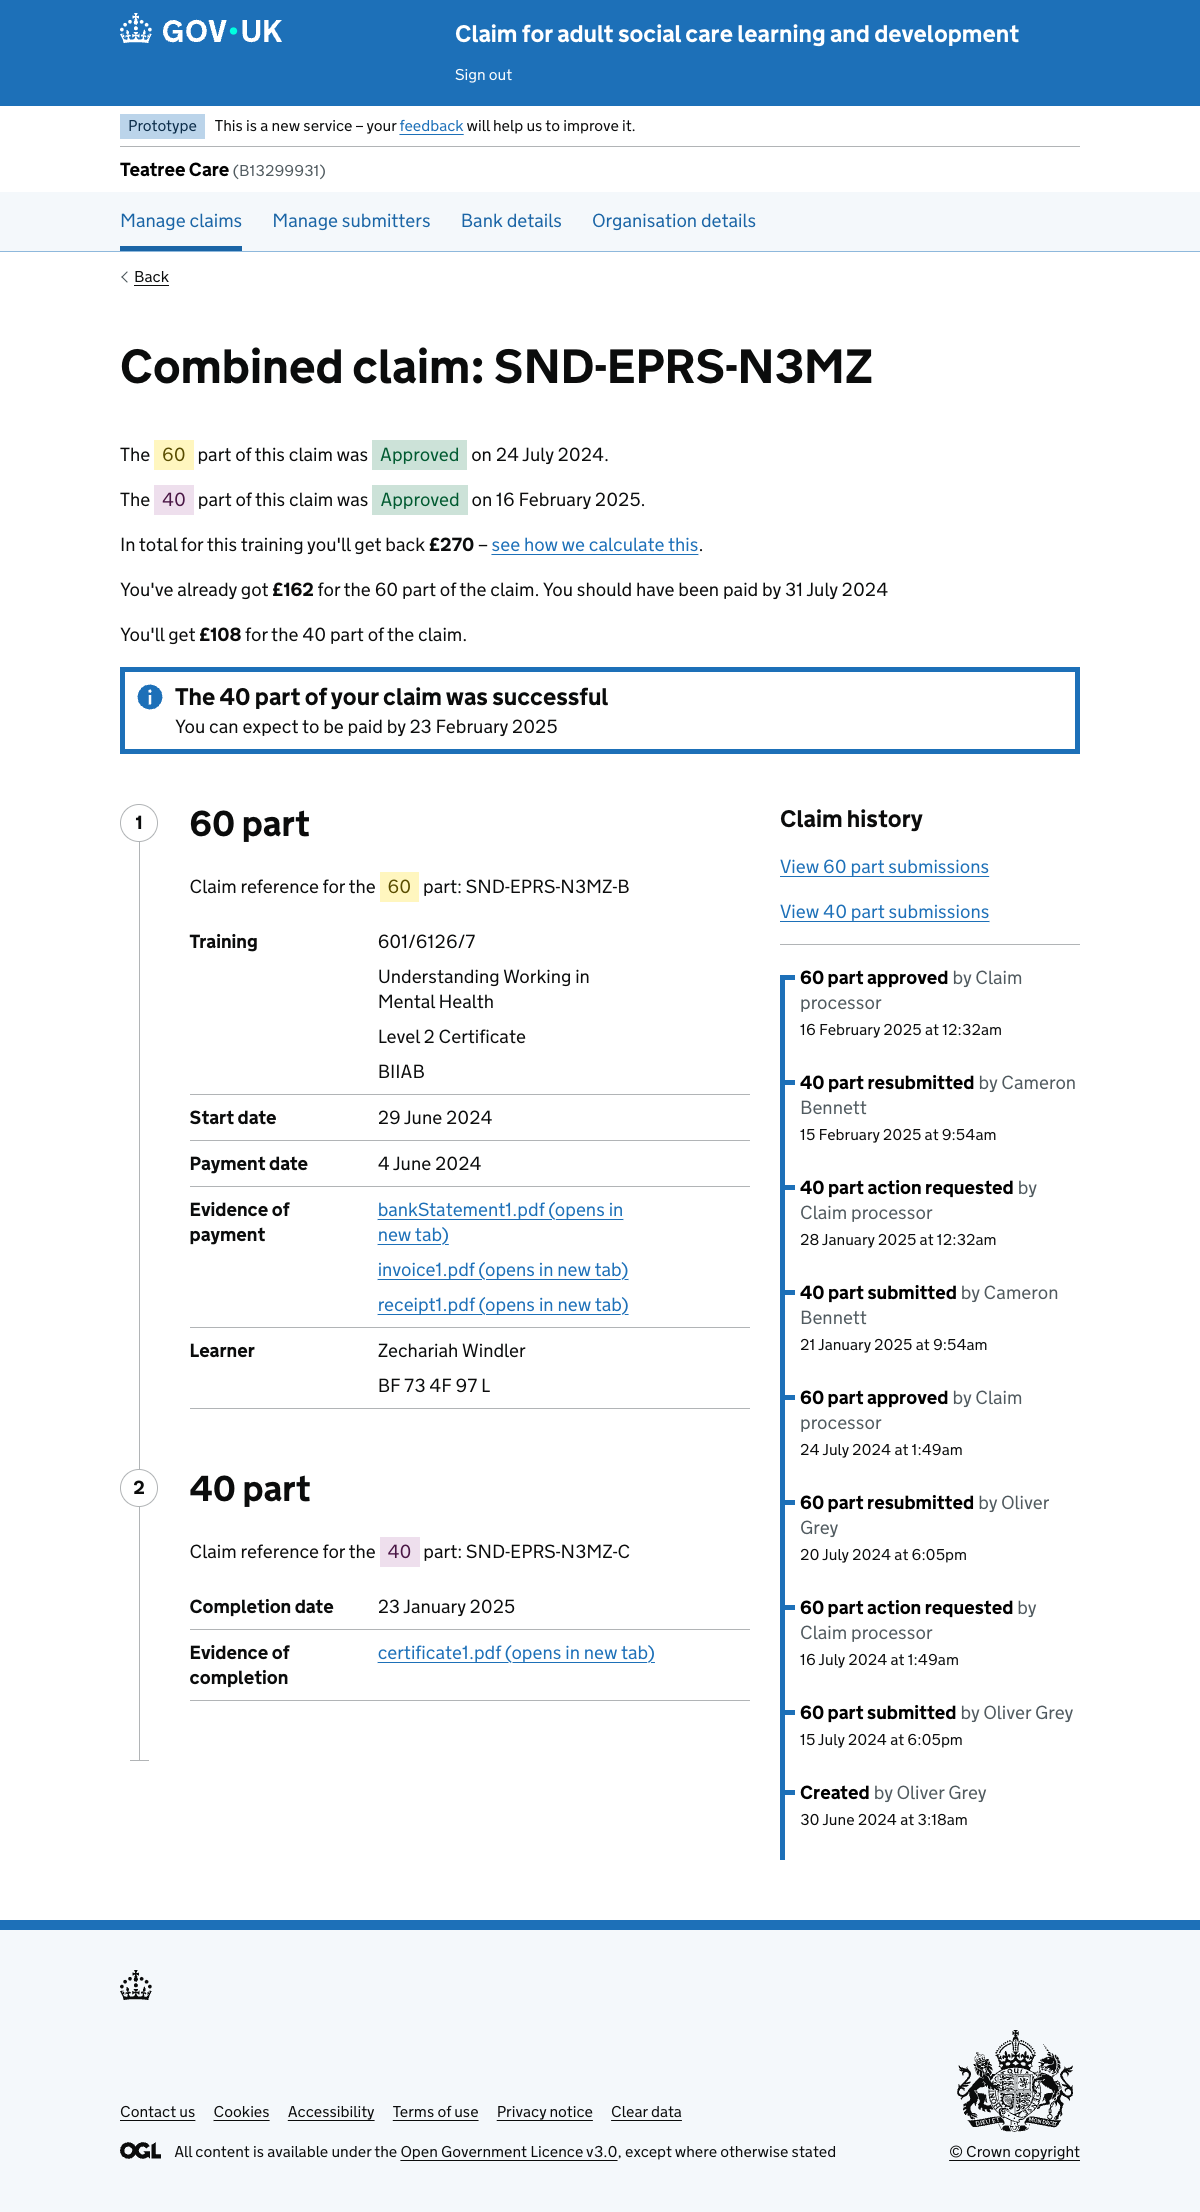 GOV·UK
Claim for adult social care learning and development
Sign out
Prototype This is a new service – your feedback will help us to improve it.
Teatree Care (B13299931)
Manage claims Manage submitters Bank details Organisation details
Back
Combined claim: SND-EPRS-N3MZ
The 60 part of this claim was Approved on 24 July 2024.
The 40 part of this claim was Approved on 16 February 2025.
In total for this training you'll get back £270 – see how we calculate this.
You've already got £162 for the 60 part of the claim. You should have been paid by 31 July 2024
You'll get £108 for the 40 part of the claim.
The 40 part of your claim was successful
You can expect to be paid by 23 February 2025
1
60 part
Claim reference for the 60 part: SND-EPRS-N3MZ-B
Training 601/6126/7
Understanding Working in
Mental Health
Level 2 Certificate
BIIAB
Start date 29 June 2024
Payment date 4 June 2024
Evidence of
payment
bankStatement1.pdf (opens in
new tab)
invoice1.pdf (opens in new tab)
receipt1.pdf (opens in new tab)
Learner Zechariah Windler
BF 73 4F 97 L
2
40 part
Claim reference for the 40 part: SND-EPRS-N3MZ-C
Completion date 23 January 2025
Evidence of
completion
certificate1.pdf (opens in new tab)
Claim history
View 60 part submissions
View 40 part submissions
60 part approved by Claim
processor
16 February 2025 at 12:32am
40 part resubmitted by Cameron
Bennett
15 February 2025 at 9:54am
40 part action requested by
Claim processor
28 January 2025 at 12:32am
40 part submitted by Cameron
Bennett
21 January 2025 at 9:54am
60 part approved by Claim
processor
24 July 2024 at 1:49am
60 part resubmitted by Oliver
Grey
20 July 2024 at 6:05pm
60 part action requested by
Claim processor
16 July 2024 at 1:49am
60 part submitted by Oliver Grey
15 July 2024 at 6:05pm
Created by Oliver Grey
30 June 2024 at 3:18am
Contact us Cookies Accessibility Terms of use Privacy notice Clear data
OGL All content is available under the Open Government Licence v3.0, except where otherwise stated
© Crown copyright